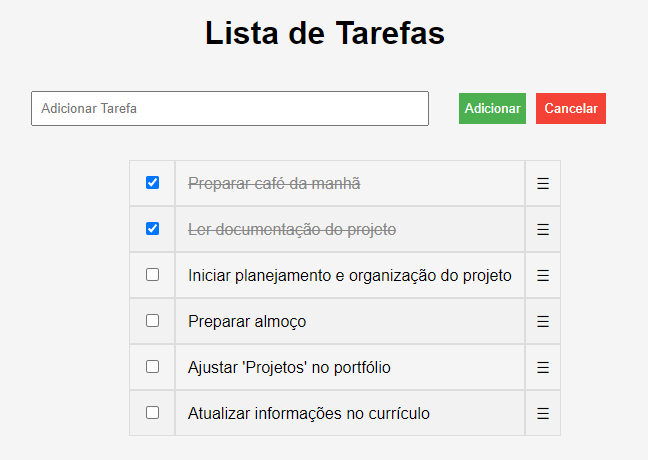 Lista de Tarefas
Adicionar Tarefa
Adicionar
Cancelar
Preparar café da manhã
Ler documentação do projeto
Iniciar planejamento e organização do projeto
Preparar almoço
Ajustar 'Projetos' no portfólio
Atualizar informações no currículo